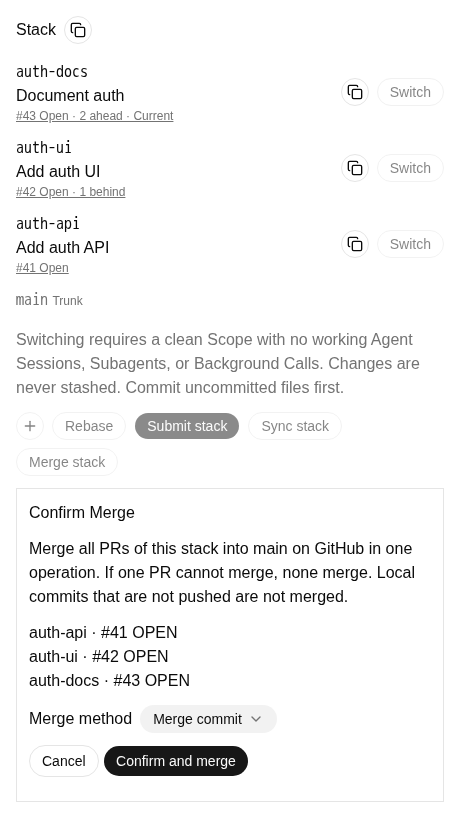 Stack
auth-docs
Document auth
#43 Open · 2 ahead · Current
Switch
auth-ui
Add auth UI
#42 Open · 1 behind
Switch
auth-api
Add auth API
#41 Open
Switch
main Trunk
Switching requires a clean Scope with no working Agent
Sessions, Subagents, or Background Calls. Changes are
never stashed. Commit uncommitted files first.
Rebase Submit stack Sync stack
Merge stack
Confirm Merge
Merge all PRs of this stack into main on GitHub in one
operation. If one PR cannot merge, none merge. Local
commits that are not pushed are not merged.
auth-api · #41 OPEN
auth-ui · #42 OPEN
auth-docs · #43 OPEN
Merge method Merge commit
Cancel Confirm and merge